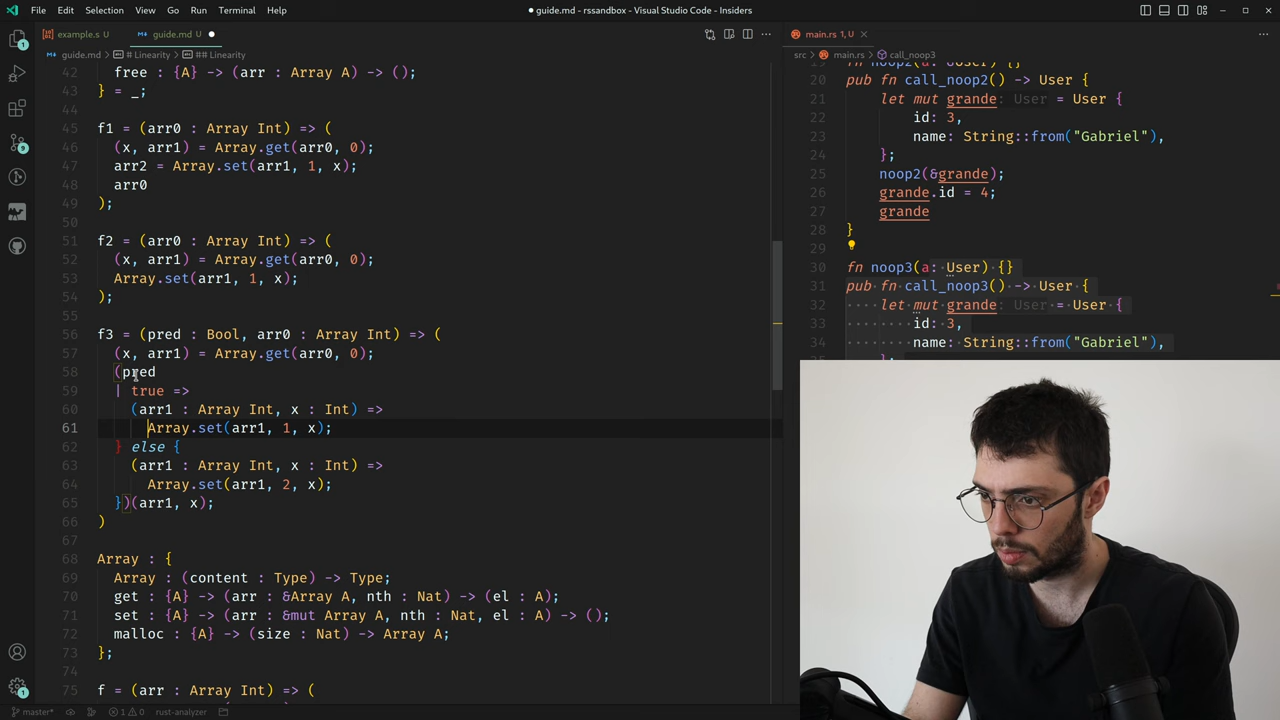 File Edit Selection View Go Run Terminal Help
guide.md - rssandbox - Visual Studio Code - Insiders
example.s U guide.md U
main.rs 1, U
guide.md > # Linearity > ## Linearity
src > main.rs > call_noop3
42 free : {A} -> (arr : Array A) -> ();
43 } = _;
44
45 f1 = (arr0 : Array Int) => (
46 (x, arr1) = Array.get(arr0, 0);
47 arr2 = Array.set(arr1, 1, x);
48 arr0
49 );
50
51 f2 = (arr0 : Array Int) => (
52 (x, arr1) = Array.get(arr0, 0);
53 Array.set(arr1, 1, x);
54 );
55
56 f3 = (pred : Bool, arr0 : Array Int) => (
57 (x, arr1) = Array.get(arr0, 0);
58 (pred
59 | true =>
60 (arr1 : Array Int, x : Int) =>
61 Array.set(arr1, 1, x);
62 } else {
63 (arr1 : Array Int, x : Int) =>
64 Array.set(arr1, 2, x);
65 })(arr1, x);
66 )
67
68 Array : {
69 Array : (content : Type) -> Type;
70 get : {A} -> (arr : &Array A, nth : Nat) -> (el : A);
71 set : {A} -> (arr : &mut Array A, nth : Nat, el : A) -> ();
72 malloc : {A} -> (size : Nat) -> Array A;
73 };
74
75 f = (arr : Array Int) => (
20 pub fn call_noop2() -> User {
21 let mut grande: User = User {
22 id: 3,
23 name: String::from("Gabriel"),
24 };
25 noop2(&grande);
26 grande.id = 4;
27 grande
28 }
29
30 fn noop3(a: User) {}
31 pub fn call_noop3() -> User {
32 let mut grande: User = User {
33 id: 3,
34 name: String::from("Gabriel"),
master* 1 0 rust-analyzer